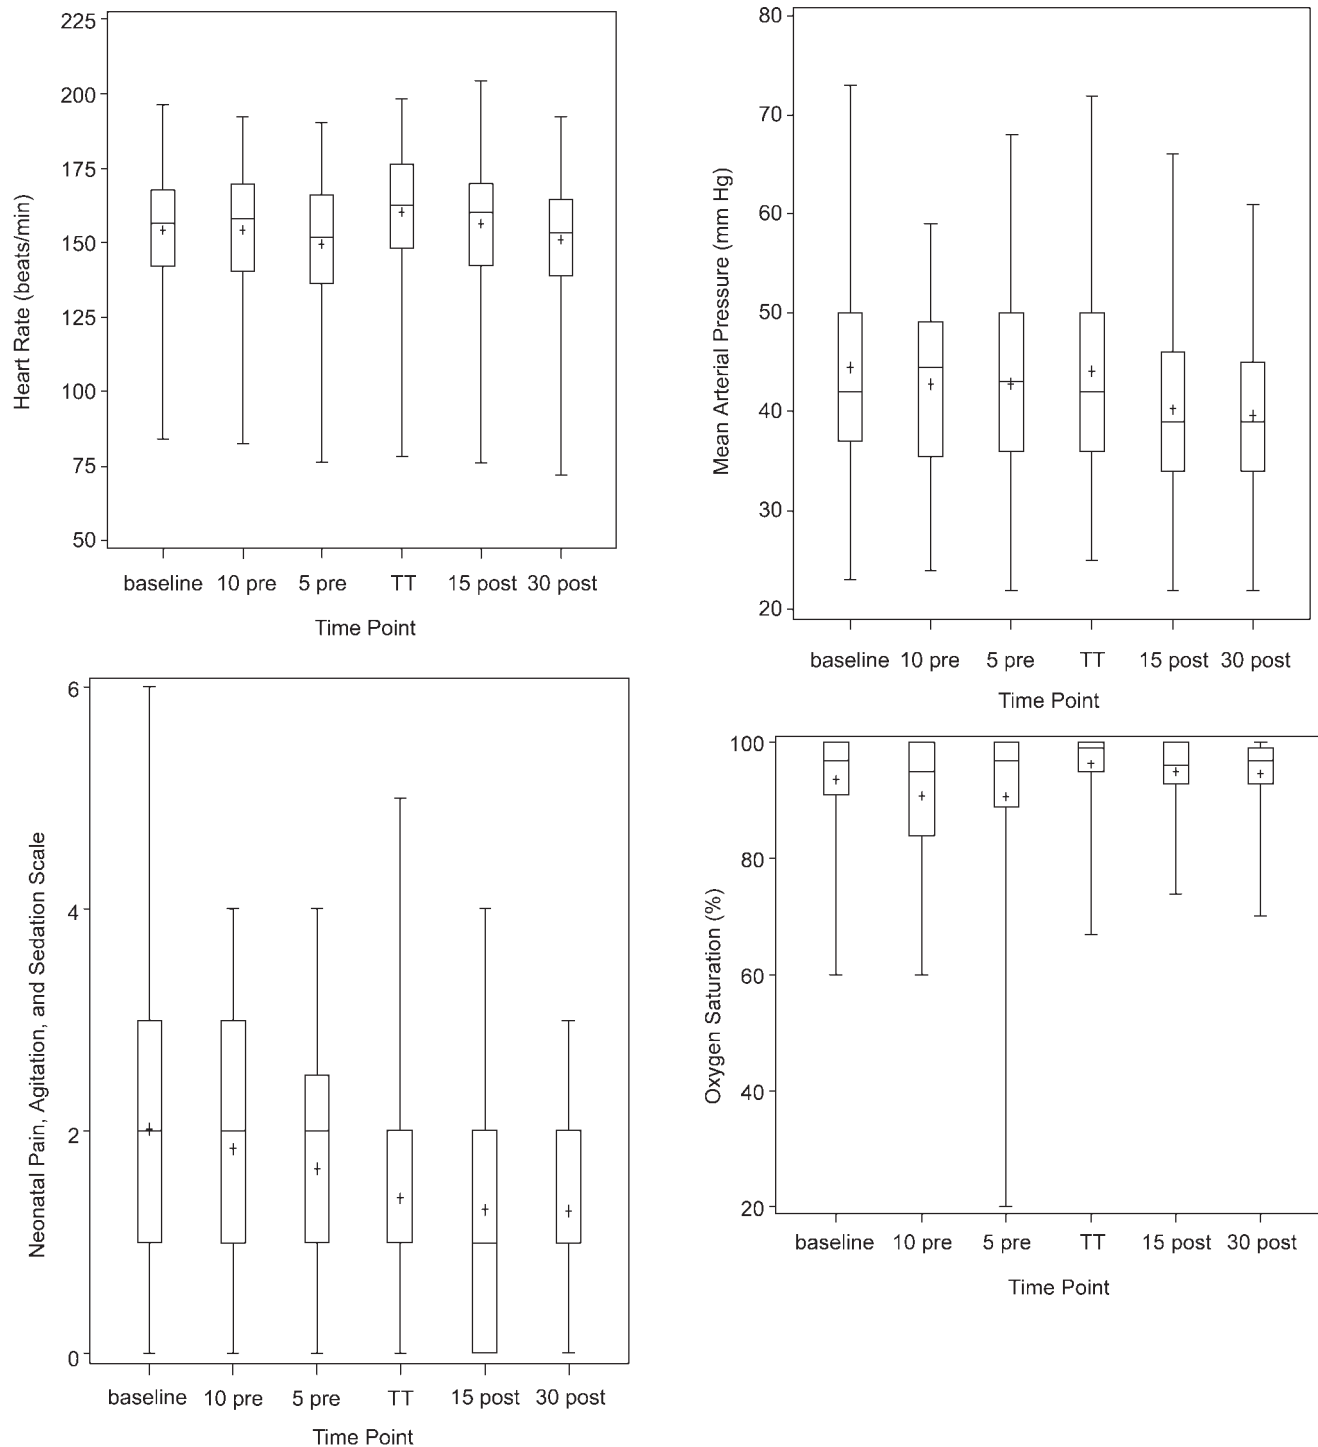 225
200
175
150
125
100
75
50
Heart Rate (beats/min)
baseline 10 pre 5 pre TT 15 post 30 post
Time Point
80
70
60
50
40
30
20
Mean Arterial Pressure (mm Hg)
baseline 10 pre 5 pre TT 15 post 30 post
Time Point
6
4
2
0
Neonatal Pain, Agitation, and Sedation Scale
baseline 10 pre 5 pre TT 15 post 30 post
Time Point
100
80
60
40
20
Oxygen Saturation (%)
baseline 10 pre 5 pre TT 15 post 30 post
Time Point